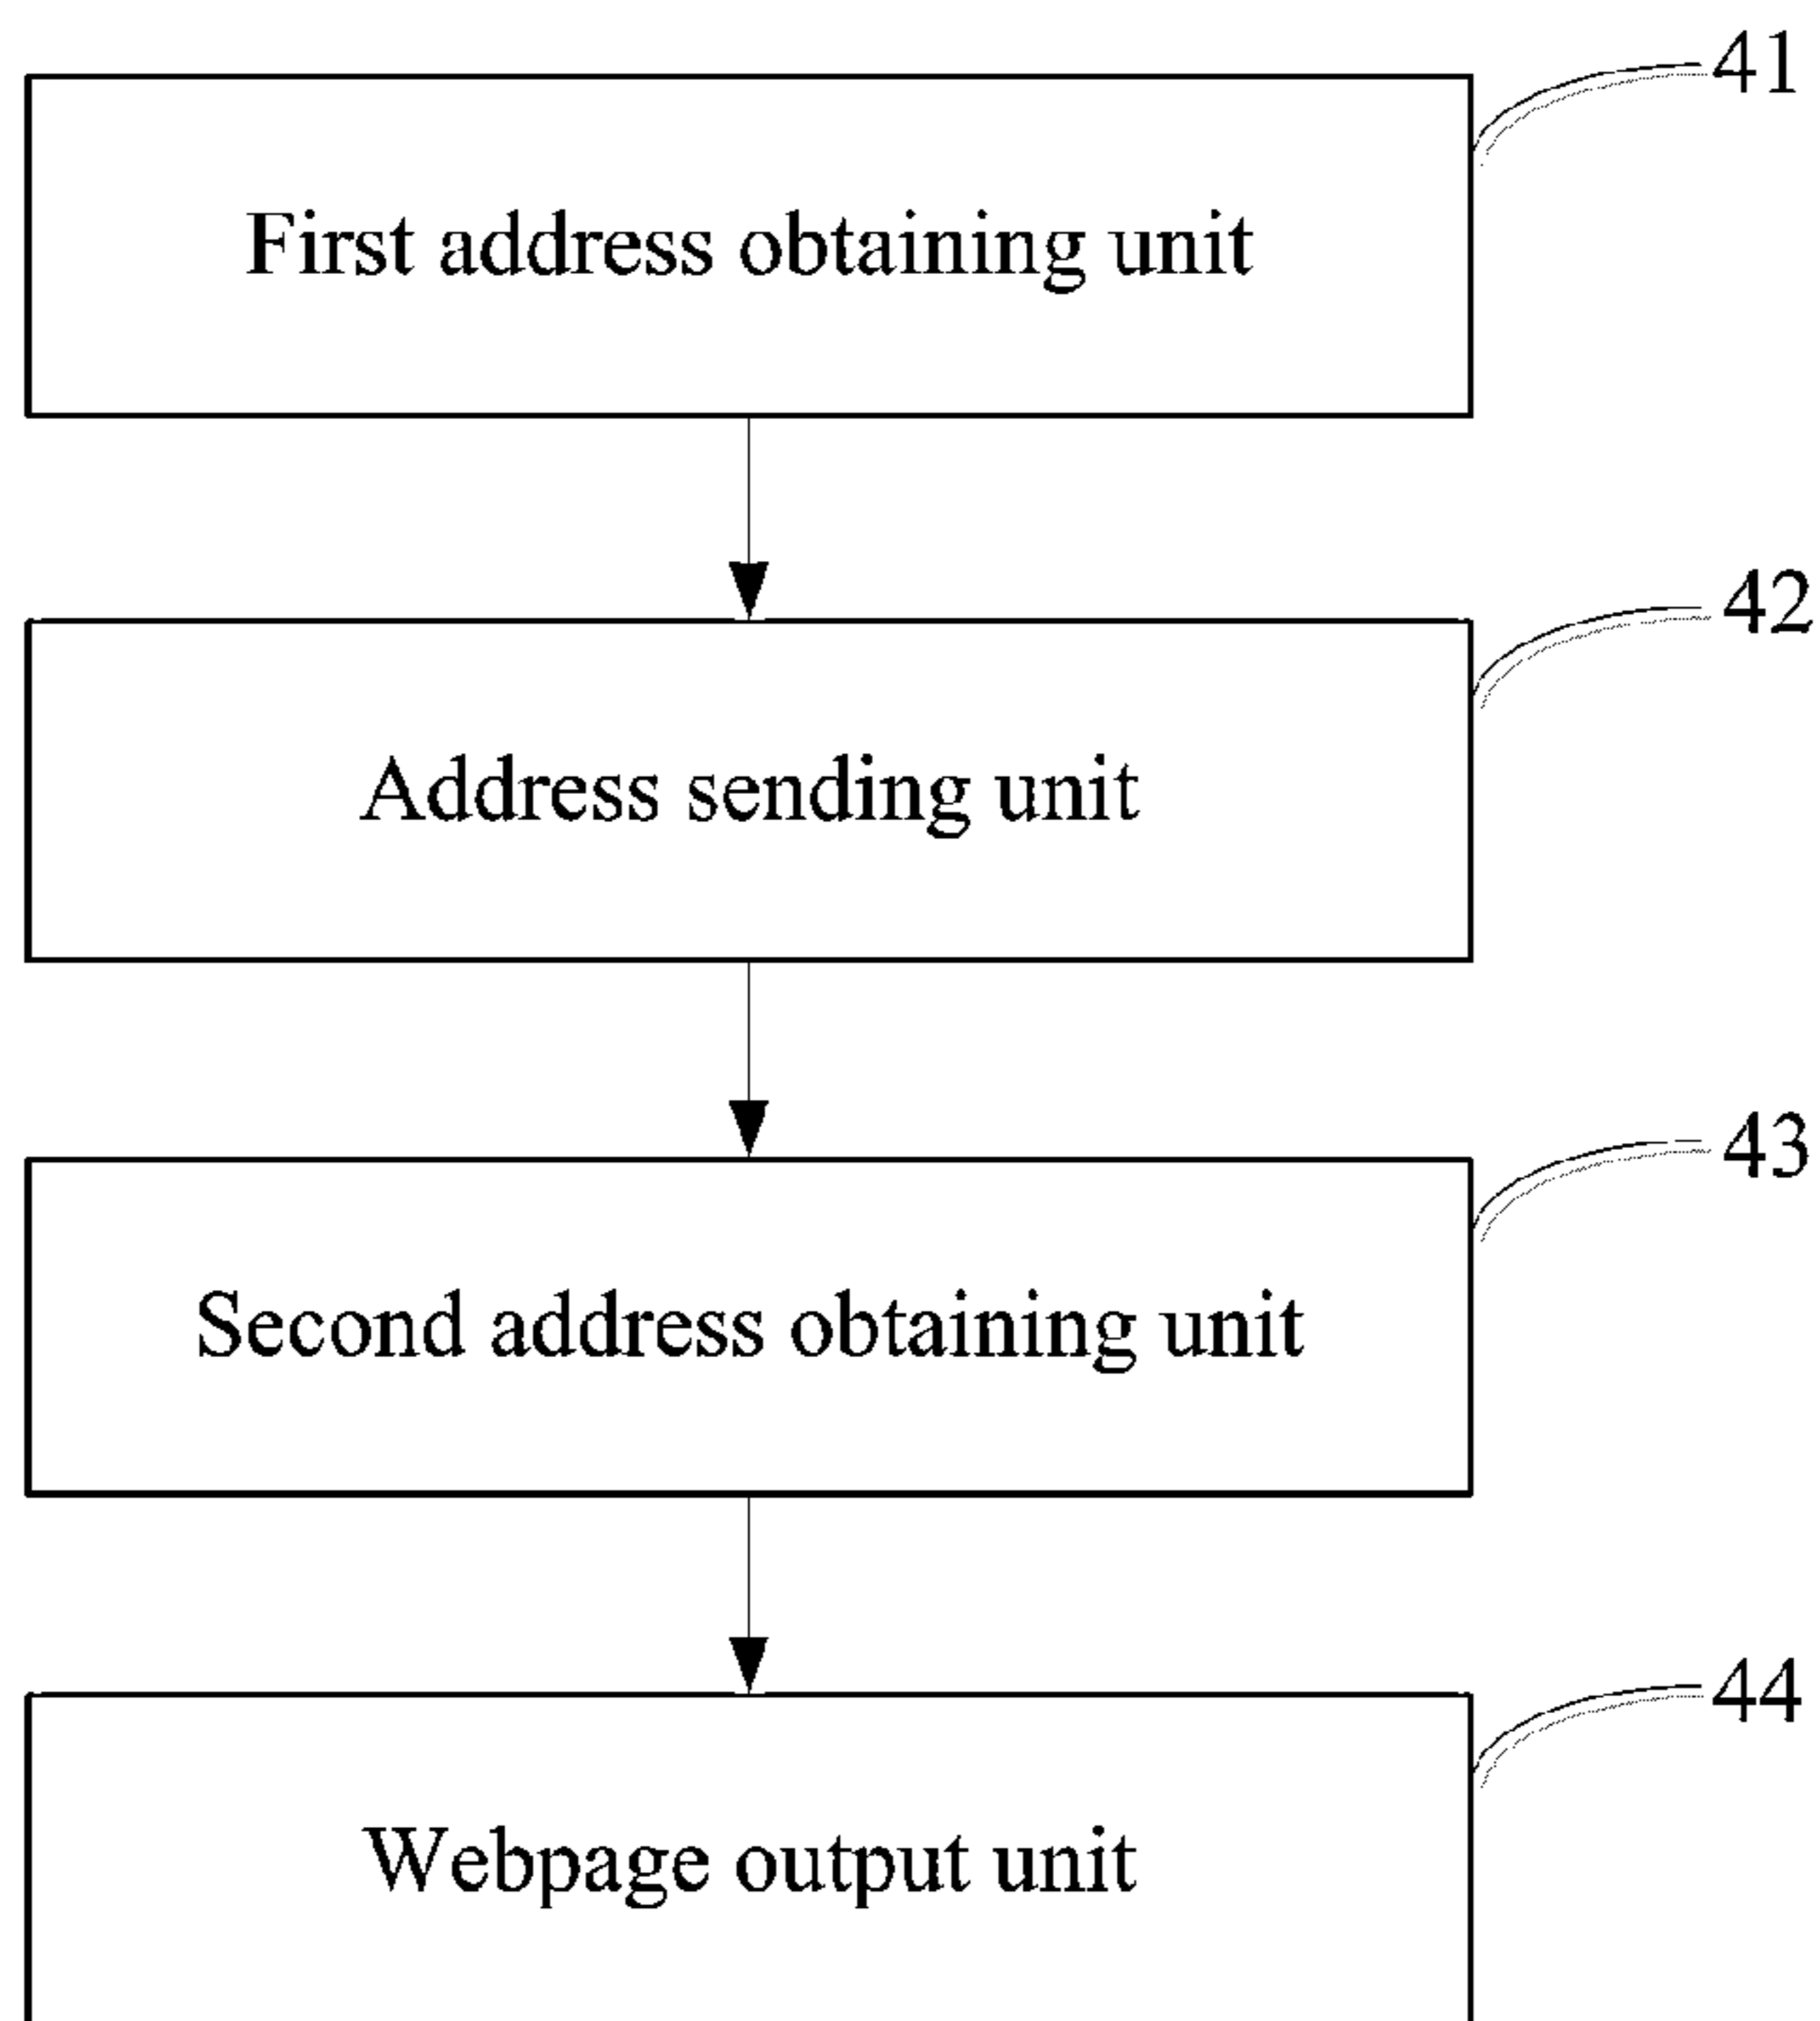 41
First address obtaining unit
42
Address sending unit
43
Second address obtaining unit
44
Webpage output unit